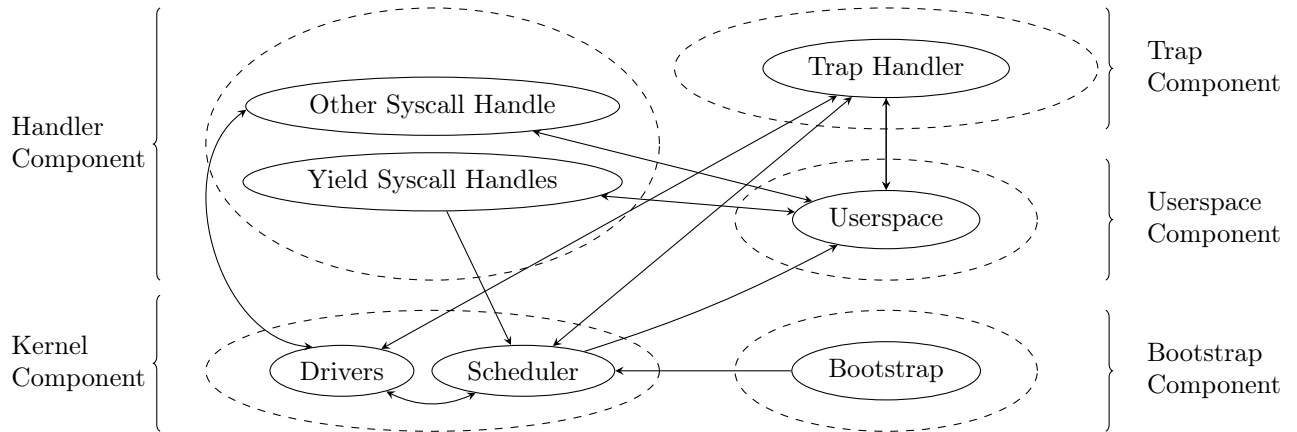 Trap
Component
Trap Handler
Other Syscall Handle
Handler
Component
Yield Syscall Handles
Userspace
Component
Userspace
Kernel
Component
Drivers
Scheduler
Bootstrap
Bootstrap
Component